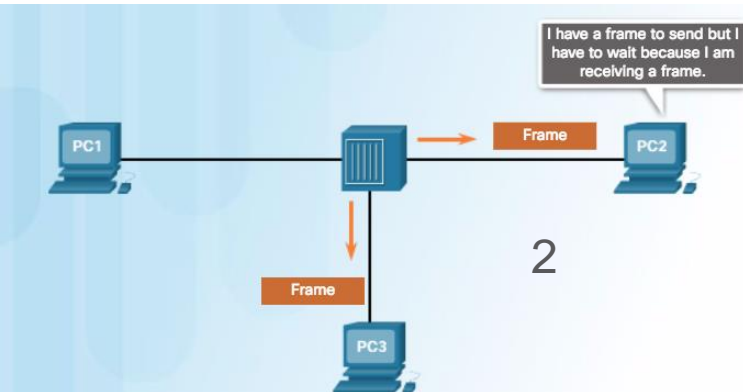 I have a frame to send but I
have to wait because I am
receiving a frame.
Frame
PC1
PC2
2
Frame
PC3